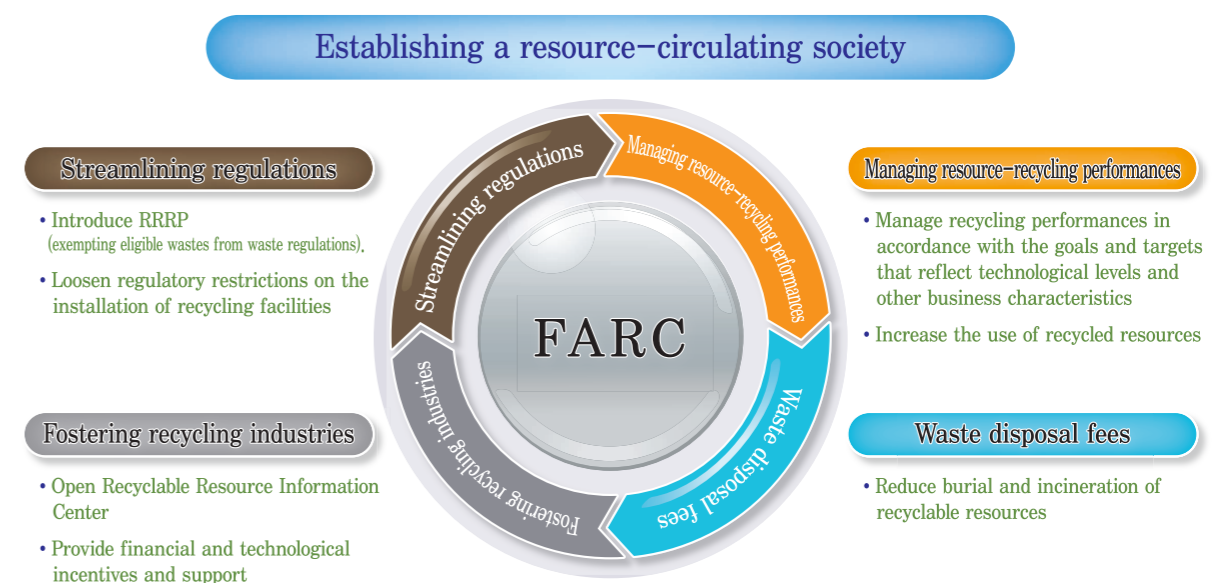 Establishing a resource-circulating society
Streamlining regulations
• Introduce RRRP
(exempting eligible wastes from waste regulations).
• Loosen regulatory restrictions on the
installation of recycling facilities
Streamlining regulations
Managing resource-recycling performances
Waste disposal fees
Fostering recycling industries
FARC
Managing resource-recycling performances
• Manage recycling performances in
accordance with the goals and targets
that reflect technological levels and
other business characteristics
• Increase the use of recycled resources
Fostering recycling industries
• Open Recyclable Resource Information
Center
• Provide financial and technological
incentives and support
Waste disposal fees
• Reduce burial and incineration of
recyclable resources